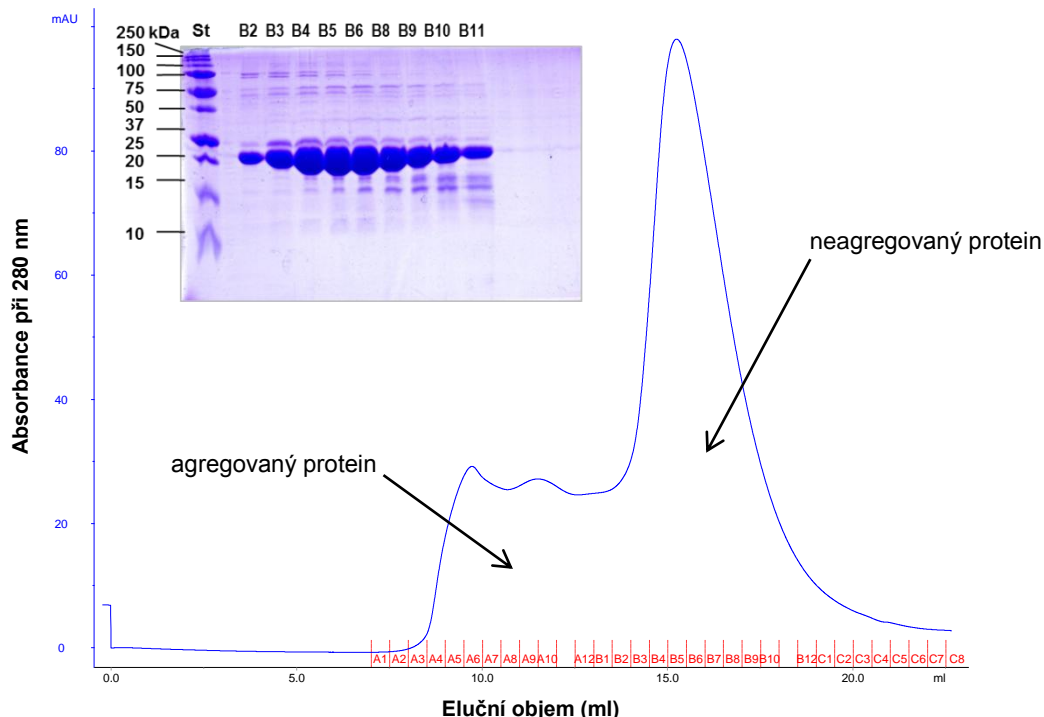 mAU
250 kDa St B2 B3 B4 B5 B6 B8 B9 B10 B11
150
100
75
50
37
25
20
15
10
80
60
40
20
0
Absorbance při 280 nm
neagregovaný protein
agregovaný protein
A1 A2 A3 A4 A5 A6 A7 A8 A9 A10 A12 B1 B2 B3 B4 B5 B6 B7 B8 B9 B10 B12 C1 C2 C3 C4 C5 C6 C7 C8
0.0 5.0 10.0 15.0 20.0 ml
Eluční objem (ml)